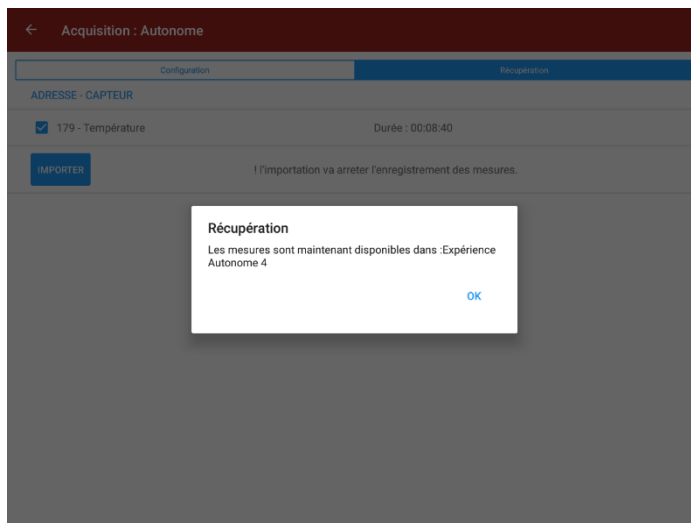 Acquisition : Autonome
Configuration
Récupération
ADRESSE - CAPTEUR
179 - Température
Durée : 00:08:40
IMPORTER
! l'importation va arreter l'enregistrement des mesures.
Récupération
Les mesures sont maintenant disponibles dans :Expérience
Autonome 4
OK